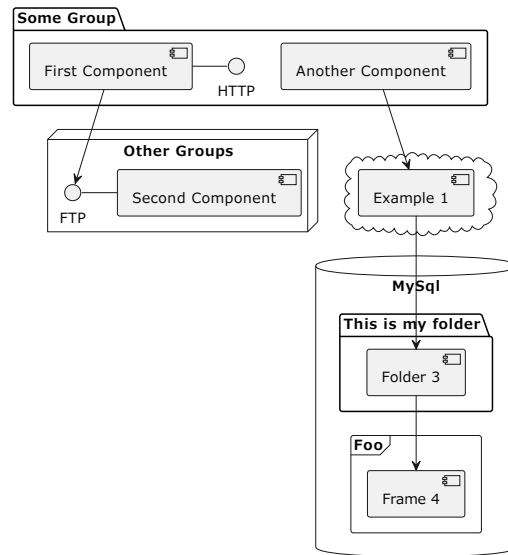 Some Group
First Component
HTTP
Another Component
Other Groups
FTP
Second Component
Example 1
MySql
This is my folder
Folder 3
Foo
Frame 4